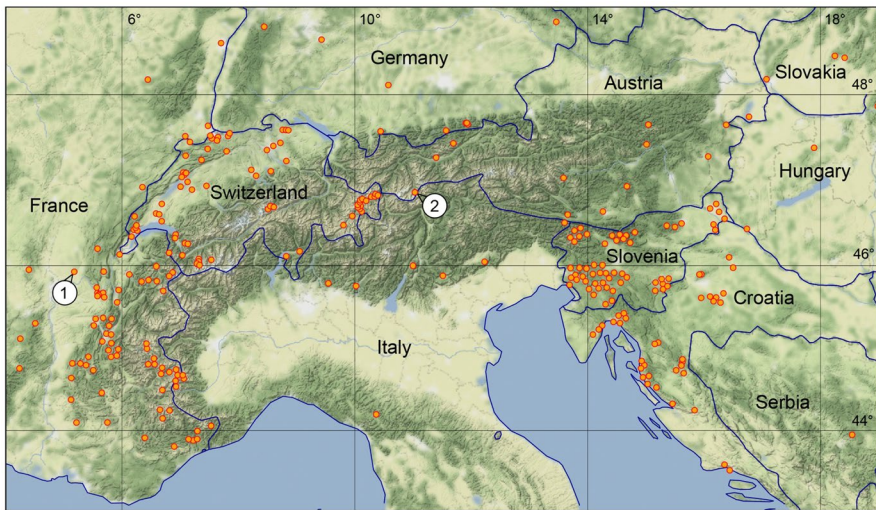 6° 10° 14° 18°
Germany
Slovakia
Austria
48°
Hungary
Switzerland
France
2
Slovenia
46°
1
Croatia
Italy
Serbia
44°